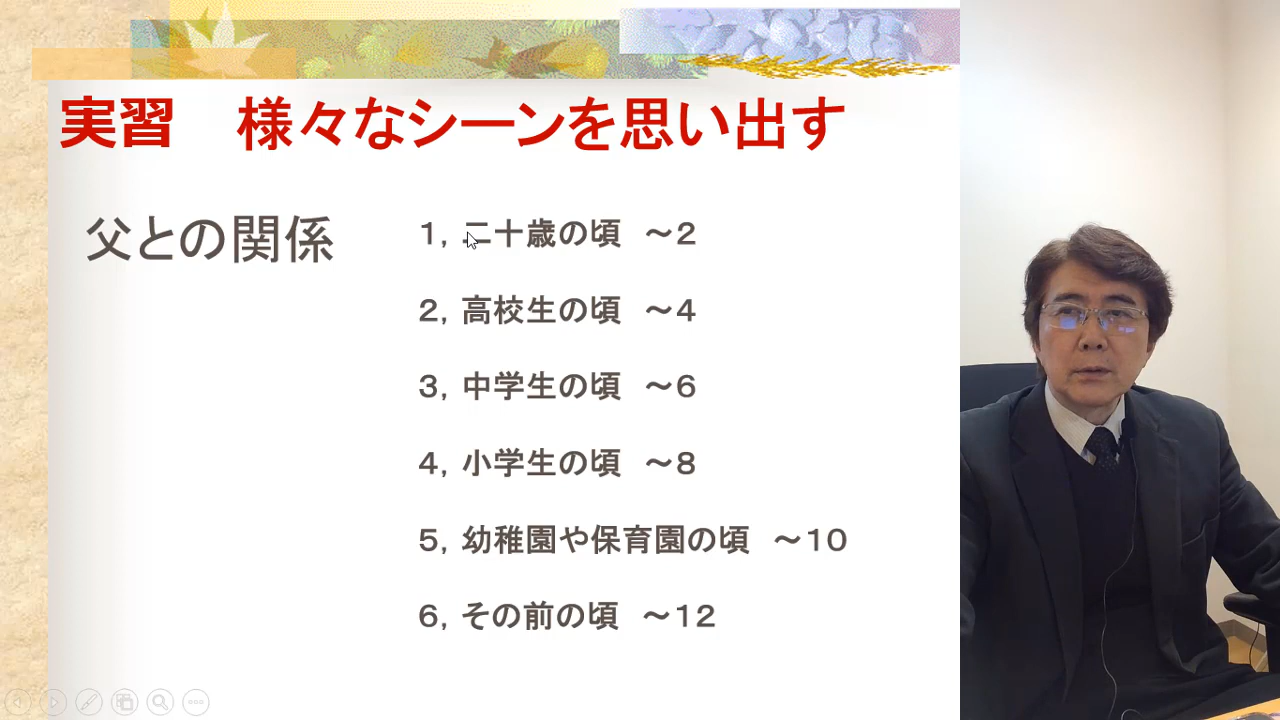 実習　様々なシーンを思い出す
父との関係
１，二十歳の頃　～２
２，高校生の頃　～４
３，中学生の頃　～６
４，小学生の頃　～８
５，幼稚園や保育園の頃　～１０
６，その前の頃　～１２